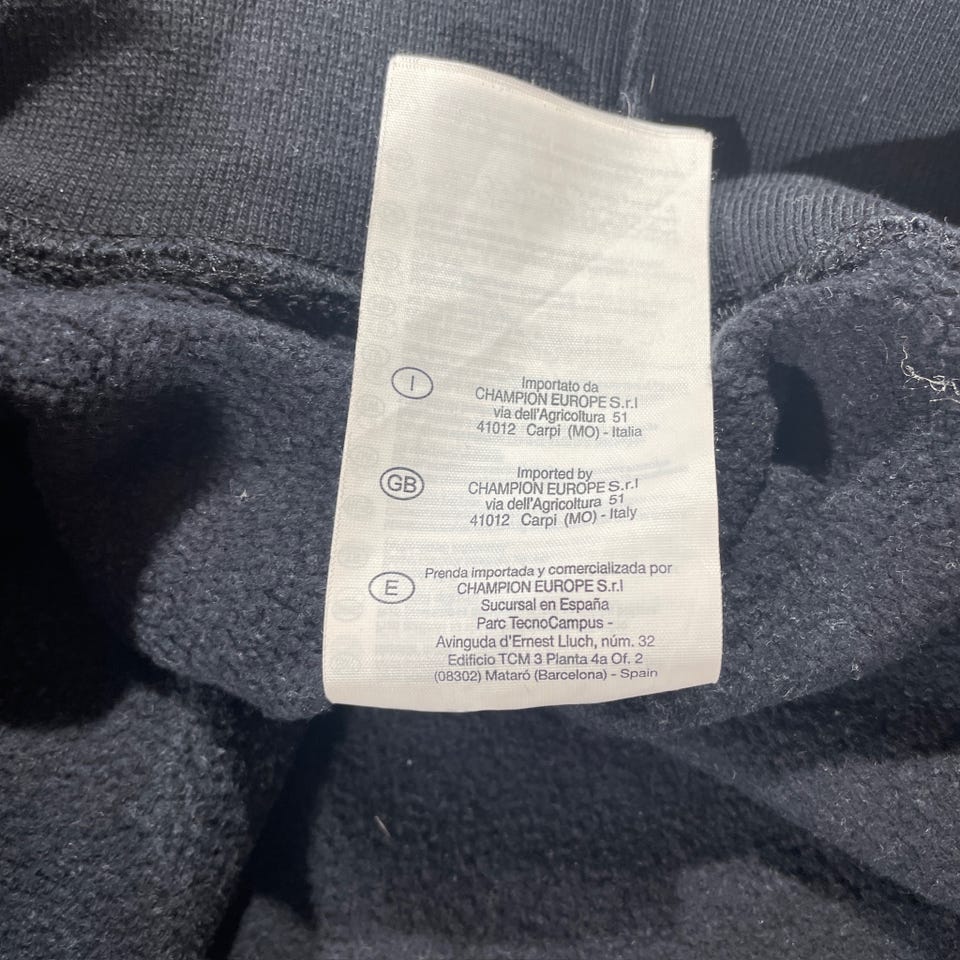 I
Importato da
CHAMPION EUROPE S.r.l
via dell'Agricoltura 51
41012 Carpi (MO) - Italia
GB
Imported by
CHAMPION EUROPE S.r.l
via dell'Agricoltura 51
41012 Carpi (MO) - Italy
E
Prenda importada y comercializada por
CHAMPION EUROPE S.r.l
Sucursal en España
Parc TecnoCampus -
Avinguda d'Ernest Lluch, núm. 32
Edificio TCM 3 Planta 4a Of. 2
(08302) Mataró (Barcelona) - Spain